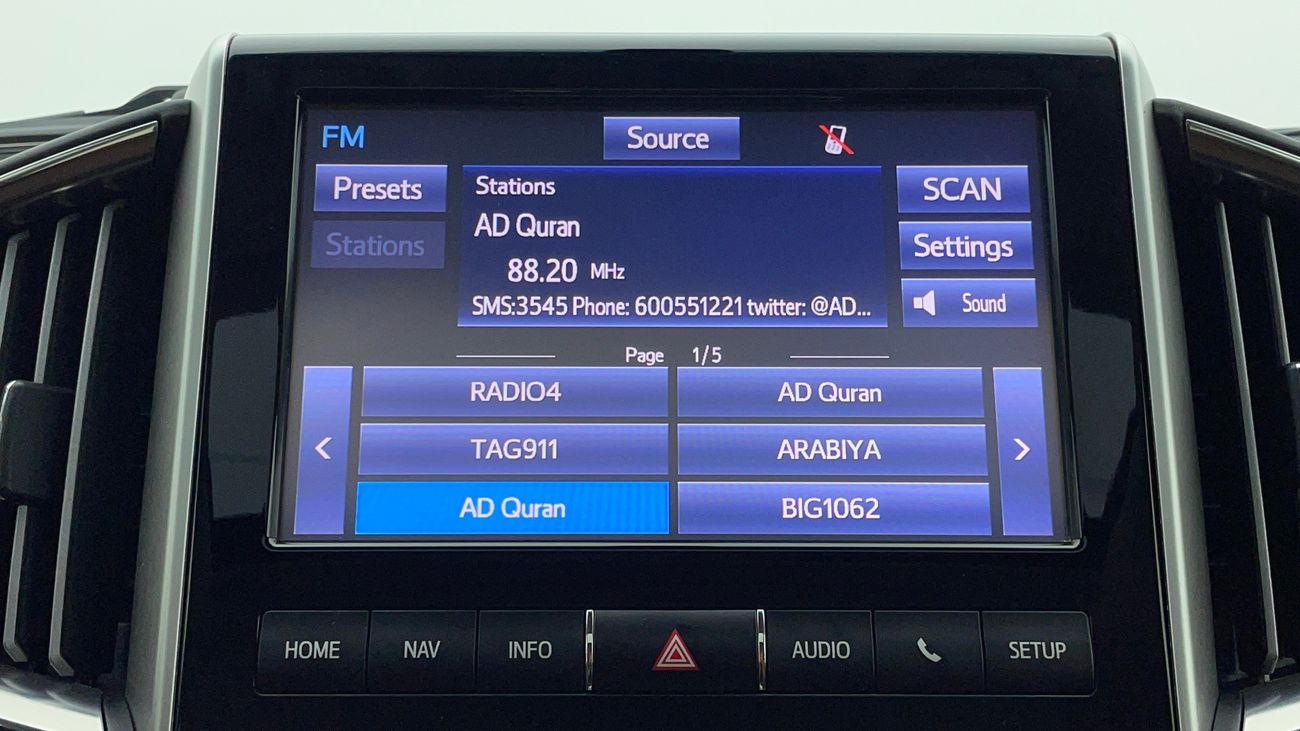 FM
Source
Presets
Stations
Stations
AD Quran
88.20 MHz
SMS:3545 Phone: 600551221 twitter: @AD...
SCAN
Settings
Sound
Page 1/5
< >
RADIO4 AD Quran
TAG911 ARABIYA
AD Quran BIG1062
HOME NAV INFO AUDIO SETUP